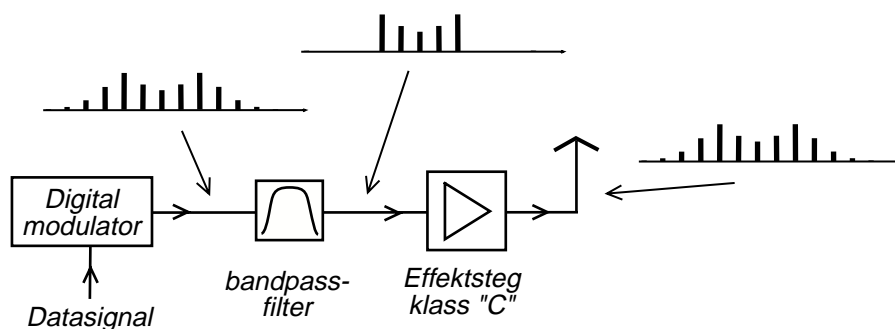 Digital
modulator
Datasignal
bandpass-
filter
Effektsteg
klass "C"